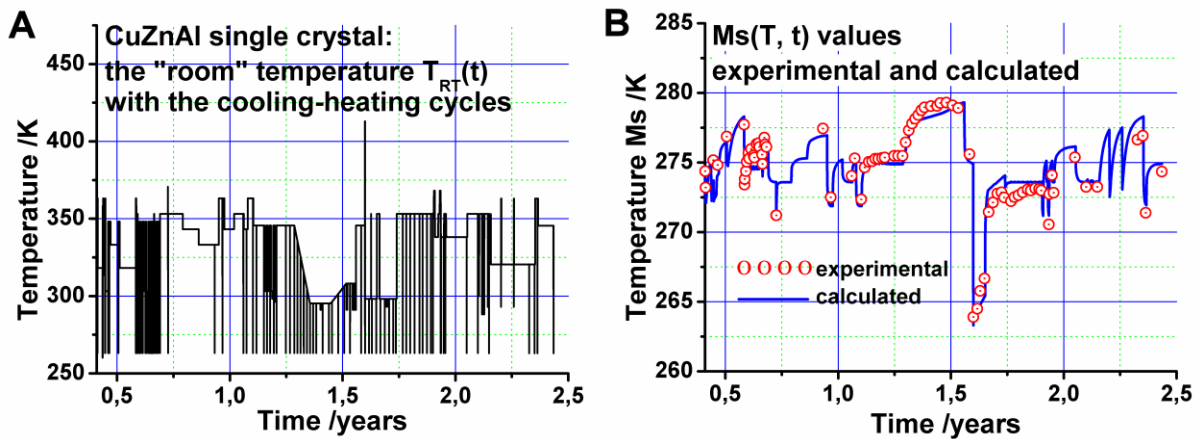 A
CuZnAl single crystal:
the "room" temperature TRT(t)
with the cooling-heating cycles
Temperature /K
450
400
350
300
250
0,5
1,0
1,5
2,0
2,5
Time /years
B
Ms(T, t) values
experimental and calculated
Temperature Ms /K
285
280
275
270
265
260
experimental
calculated
0,5
1,0
1,5
2,0
2,5
Time /years